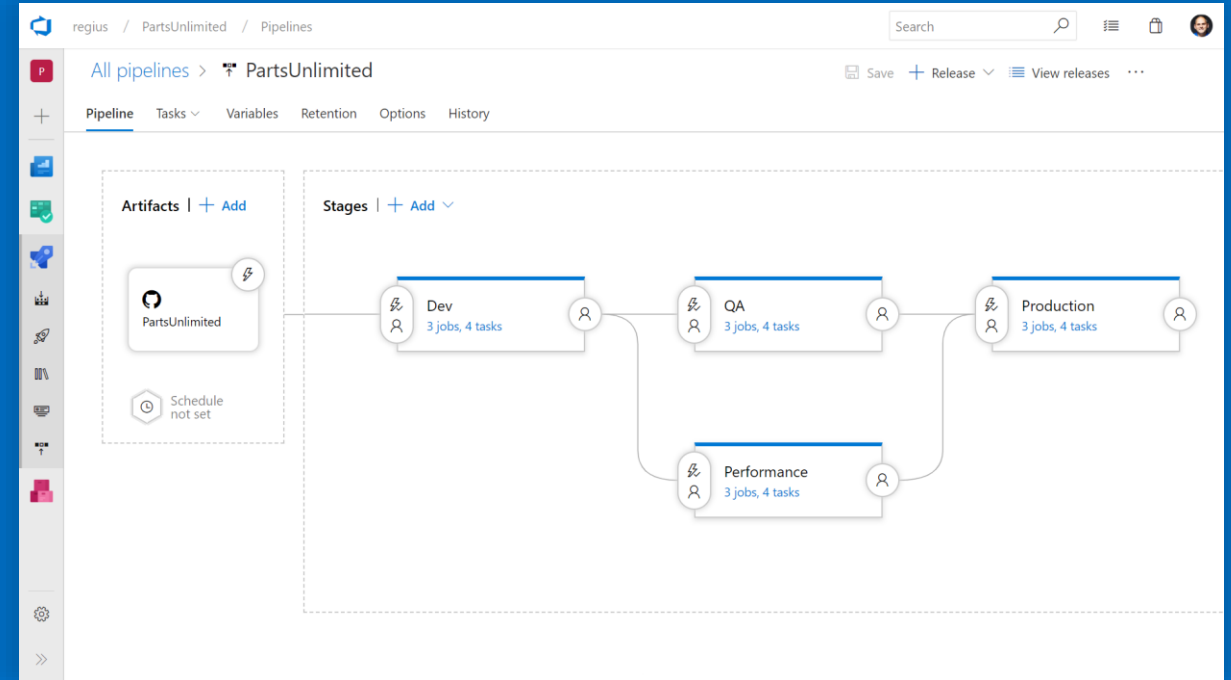 regius / PartsUnlimited / Pipelines
Search
P
All pipelines > PartsUnlimited
Save + Release View releases ...
Pipeline Tasks Variables Retention Options History
Artifacts | + Add
Stages | + Add
PartsUnlimited
Schedule
not set
Dev
3 jobs, 4 tasks
QA
3 jobs, 4 tasks
Production
3 jobs, 4 tasks
Performance
3 jobs, 4 tasks